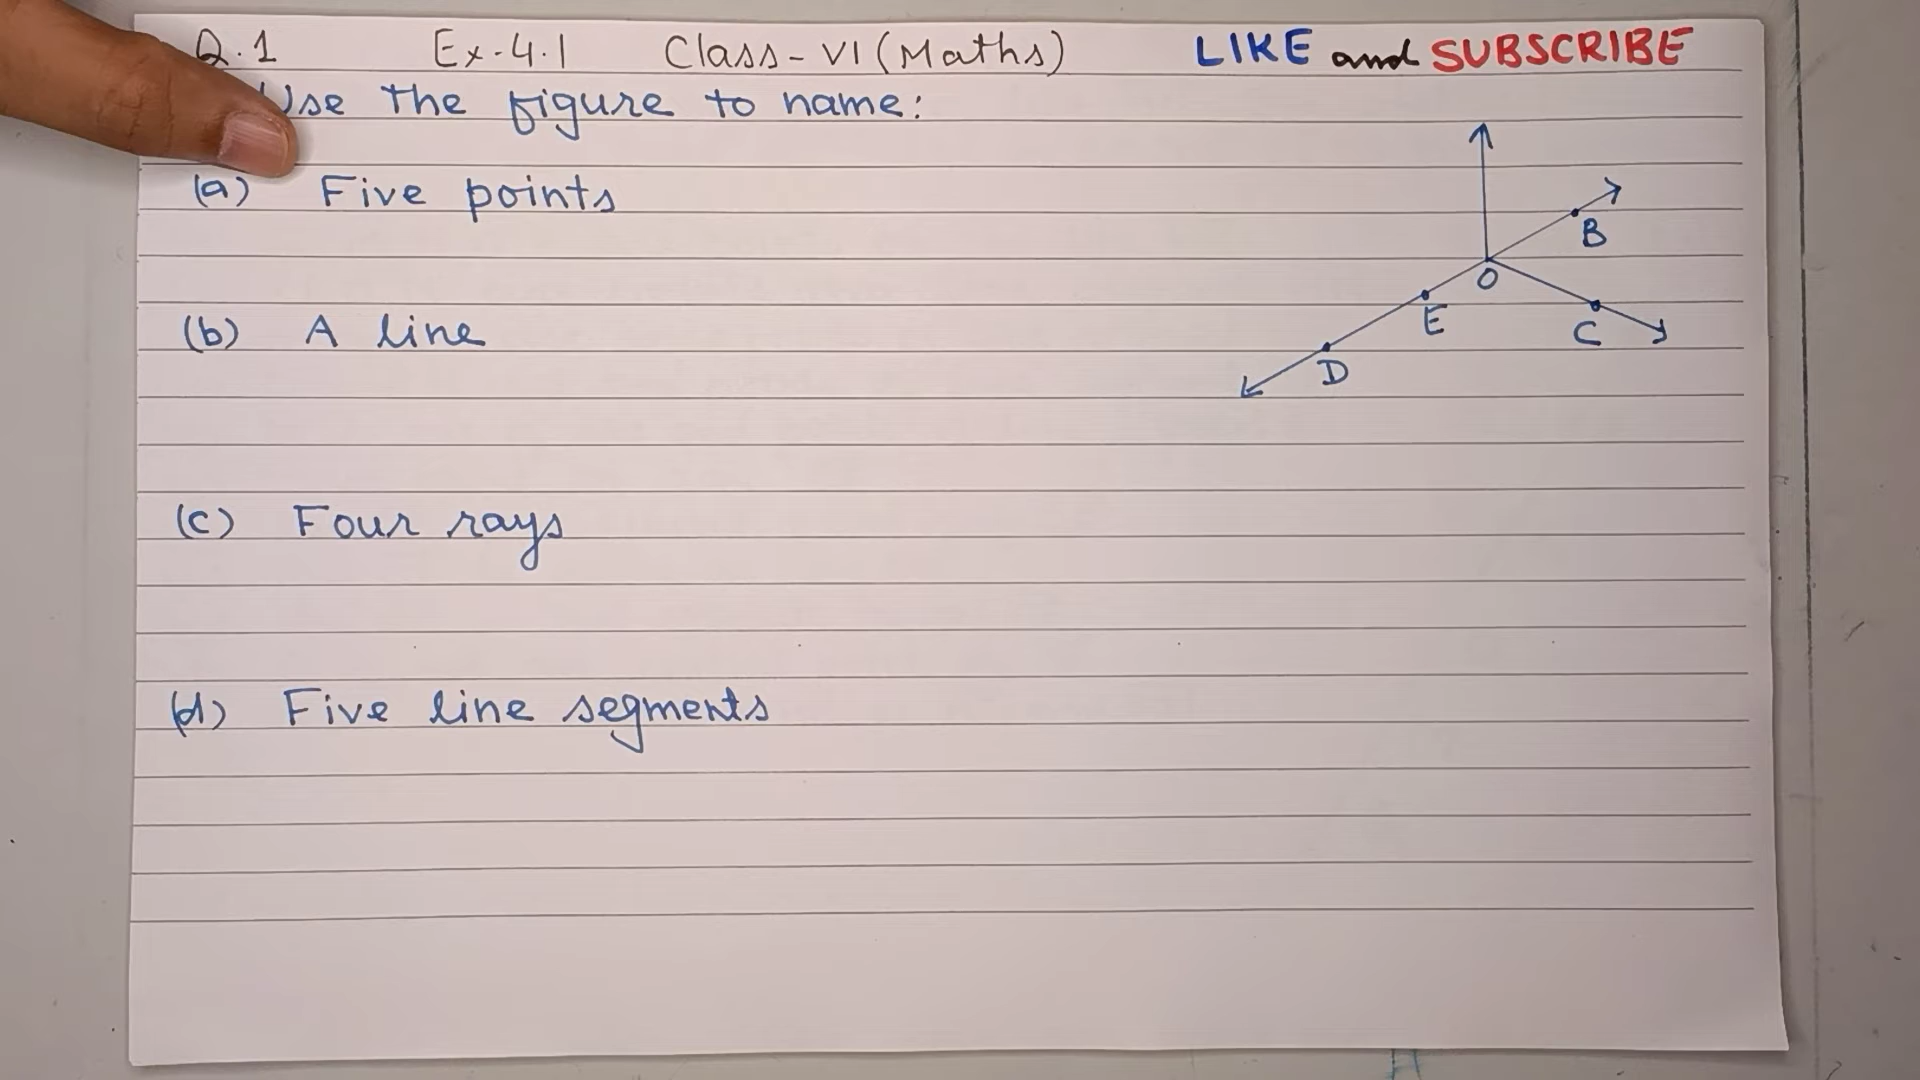 Q.1 Ex-4.1 Class-VI (Maths) LIKE and SUBSCRIBE
Use the figure to name:
(a) Five points
(b) A line
(c) Four rays
(d) Five line segments
B
O
E
C
D